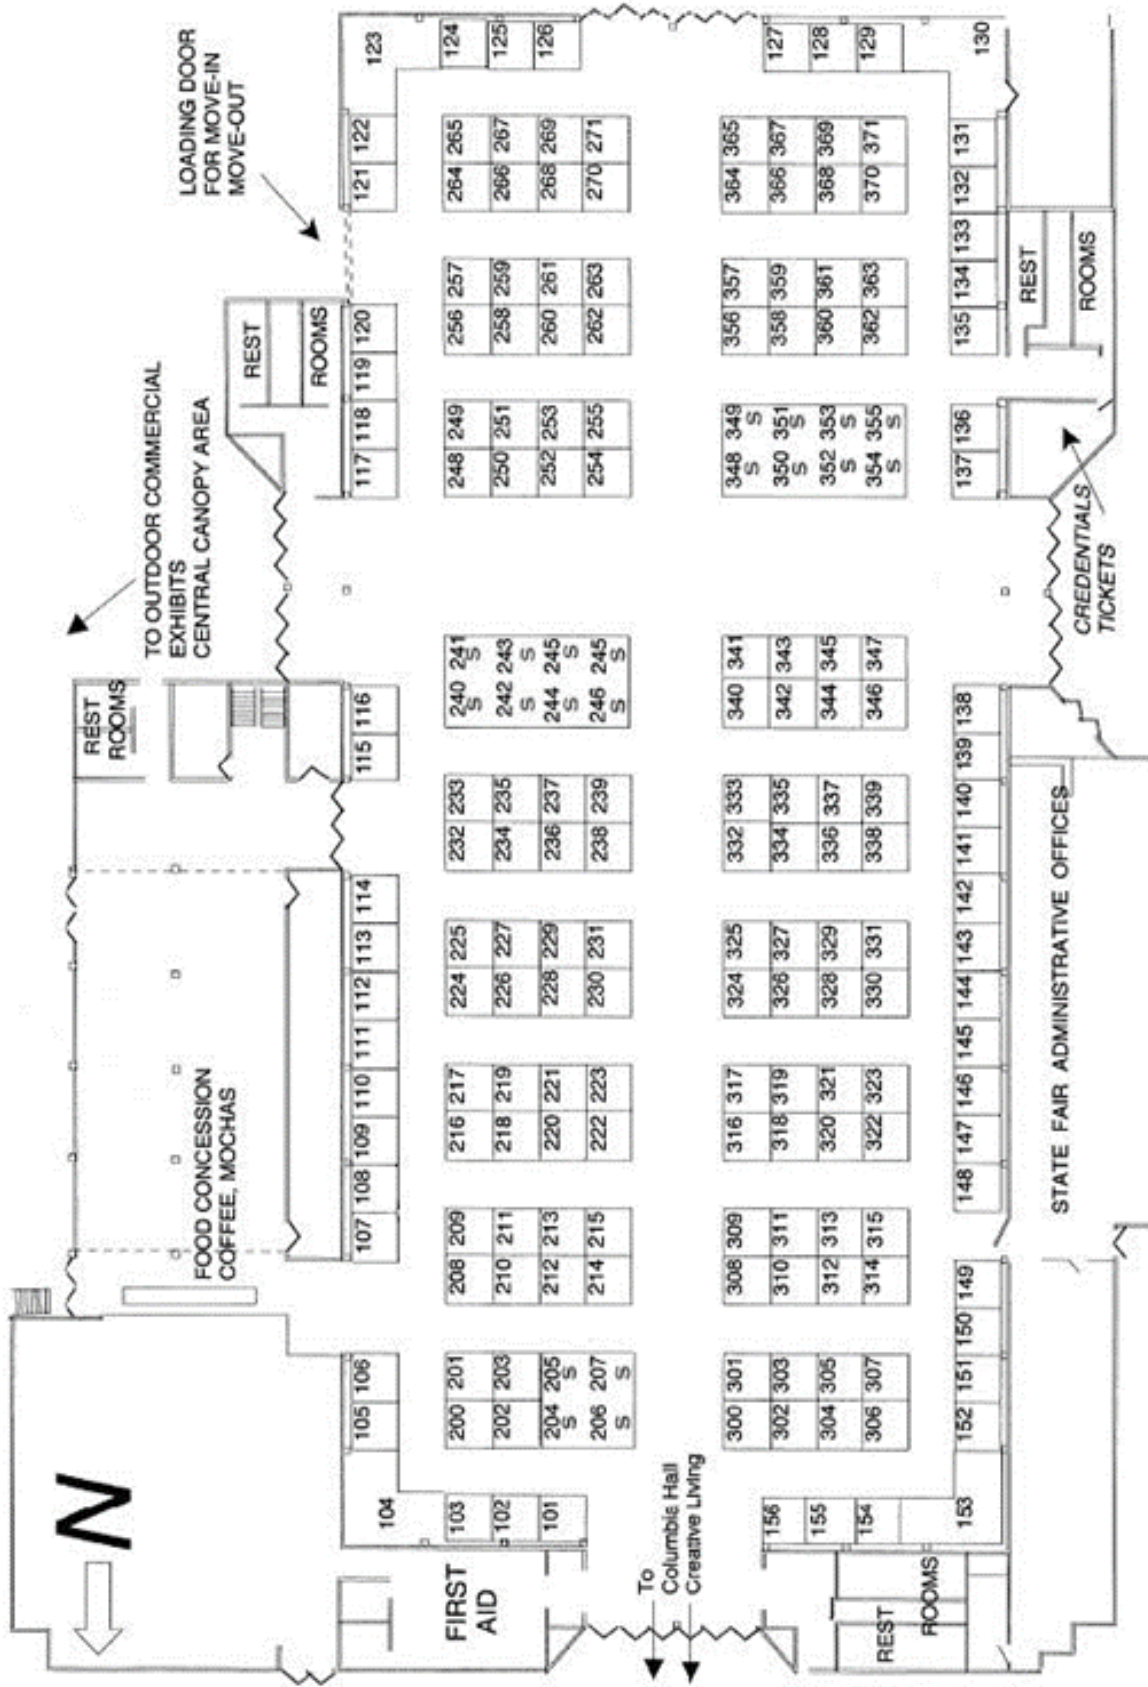 N
TO OUTDOOR COMMERCIAL
EXHIBITS
CENTRAL CANOPY AREA
LOADING DOOR
FOR MOVE-IN
MOVE-OUT
REST
ROOMS
FOOD CONCESSION
COFFEE, MOCHAS
REST
ROOMS
105 106 107 108 109 110 111 112 113 114 115 116 117 118 119 120 121 122 123
104
FIRST
AID
103 200 201 208 209 216 217 224 225 232 233 240 241 248 249 256 257 264 265 124
S S
102 202 203 210 211 218 219 226 227 234 235 242 243 250 251 258 259 266 267 125
S S
101 204 205 212 213 220 221 228 229 236 237 244 245 252 253 260 261 268 269 126
S S S S
206 207 214 215 222 223 230 231 238 239 246 245 254 255 262 263 270 271
S S S S
To
Columbia Hall
Creative Living
300 301 308 309 316 317 324 325 332 333 340 341 348 349 356 357 364 365
S S
156 302 303 310 311 318 319 326 327 334 335 342 343 350 351 358 359 366 367 127
S S
155 304 305 312 313 320 321 328 329 336 337 344 345 352 353 360 361 368 369 128
S S
154 306 307 314 315 322 323 330 331 338 339 346 347 354 355 362 363 370 371 129
S S
153 152 151 150 149 148 147 146 145 144 143 142 141 140 139 138 137 136 135 134 133 132 131 130
REST
ROOMS
STATE FAIR ADMINISTRATIVE OFFICES
CREDENTIALS
TICKETS
REST
ROOMS